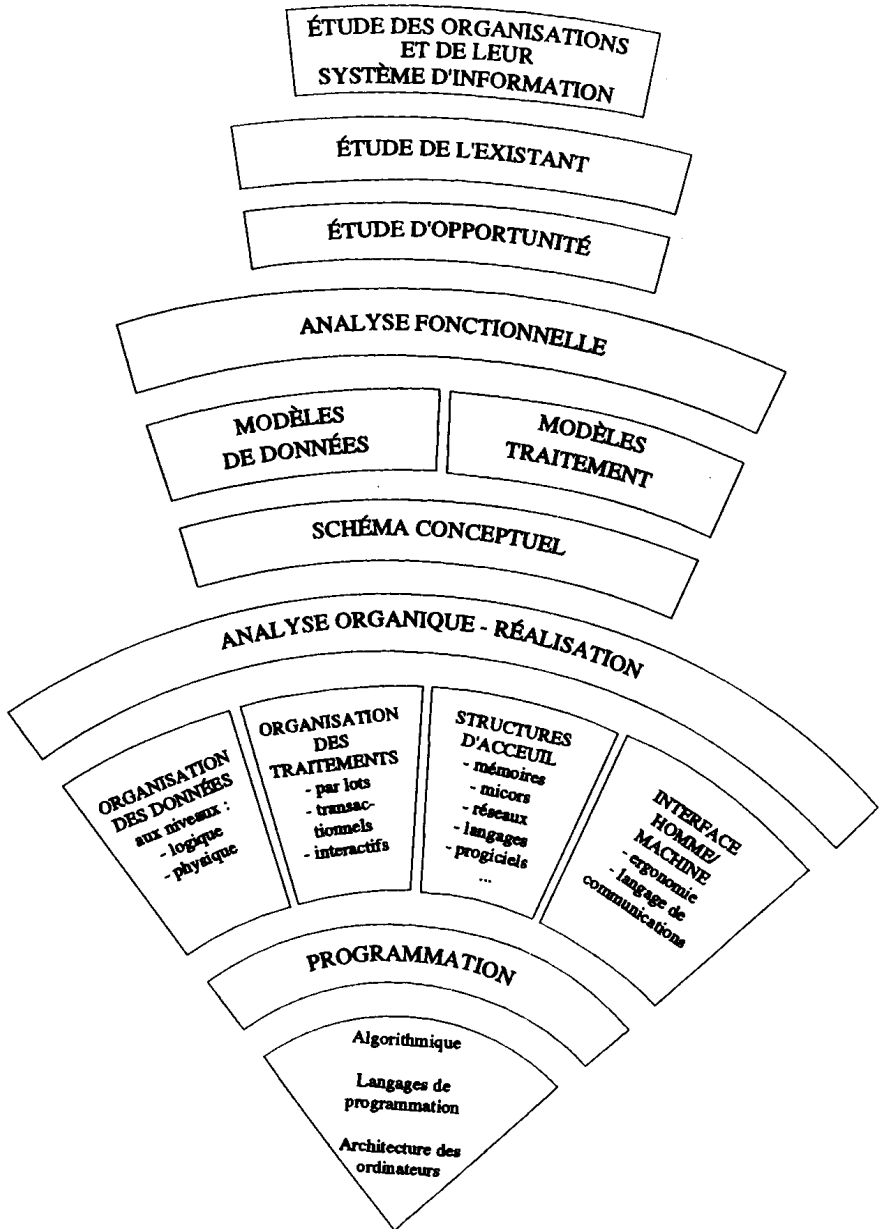 ÉTUDE DES ORGANISATIONS
ET DE LEUR
SYSTÈME D'INFORMATION
ÉTUDE DE L'EXISTANT
ÉTUDE D'OPPORTUNITÉ
ANALYSE FONCTIONNELLE
MODÈLES
DE DONNÉES
MODÈLES
TRAITEMENT
SCHÉMA CONCEPTUEL
ANALYSE ORGANIQUE - RÉALISATION
ORGANISATION
DES DONNÉES
aux niveaux :
- logique
- physique
ORGANISATION
DES
TRAITEMENTS
- par lots
- transac-
tionnels
- interactifs
STRUCTURES
D'ACCEUIL
- mémoires
- micors
- réseaux
- langages
- progiciels
...
INTERFACE
HOMME/
MACHINE
- ergonomie
- langage de
communications
PROGRAMMATION
Algorithmique
Langages de
programmation
Architecture des
ordinateurs